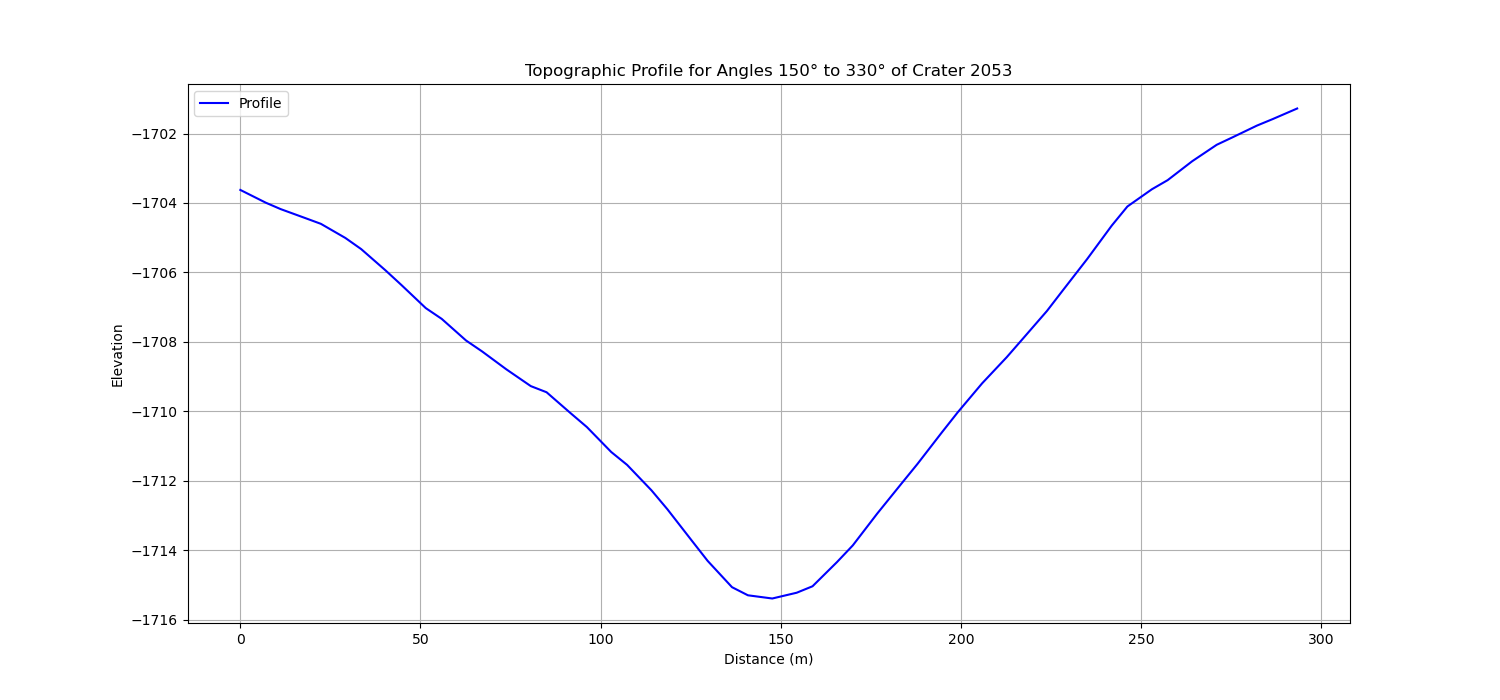 Topographic Profile for Angles 150° to 330° of Crater 2053
Profile
−1702
−1704
−1706
−1708
−1710
−1712
−1714
−1716
Elevation
0 50 100 150 200 250 300
Distance (m)